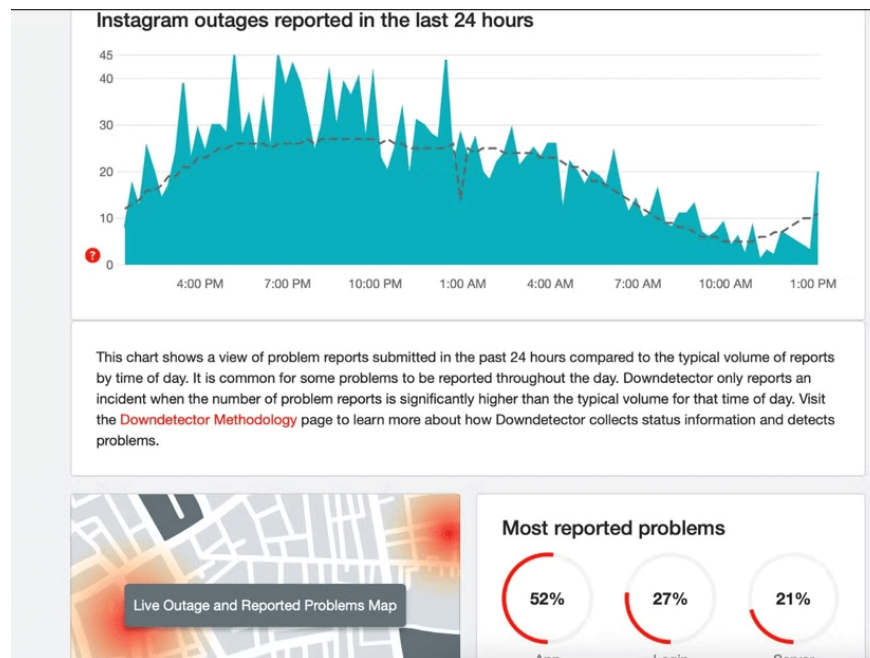 Instagram outages reported in the last 24 hours
45
40
30
20
10
?
0
4:00 PM 7:00 PM 10:00 PM 1:00 AM 4:00 AM 7:00 AM 10:00 AM 1:00 PM
This chart shows a view of problem reports submitted in the past 24 hours compared to the typical volume of reports
by time of day. It is common for some problems to be reported throughout the day. Downdetector only reports an
incident when the number of problem reports is significantly higher than the typical volume for that time of day. Visit
the Downdetector Methodology page to learn more about how Downdetector collects status information and detects
problems.
Live Outage and Reported Problems Map
Most reported problems
52% 27% 21%